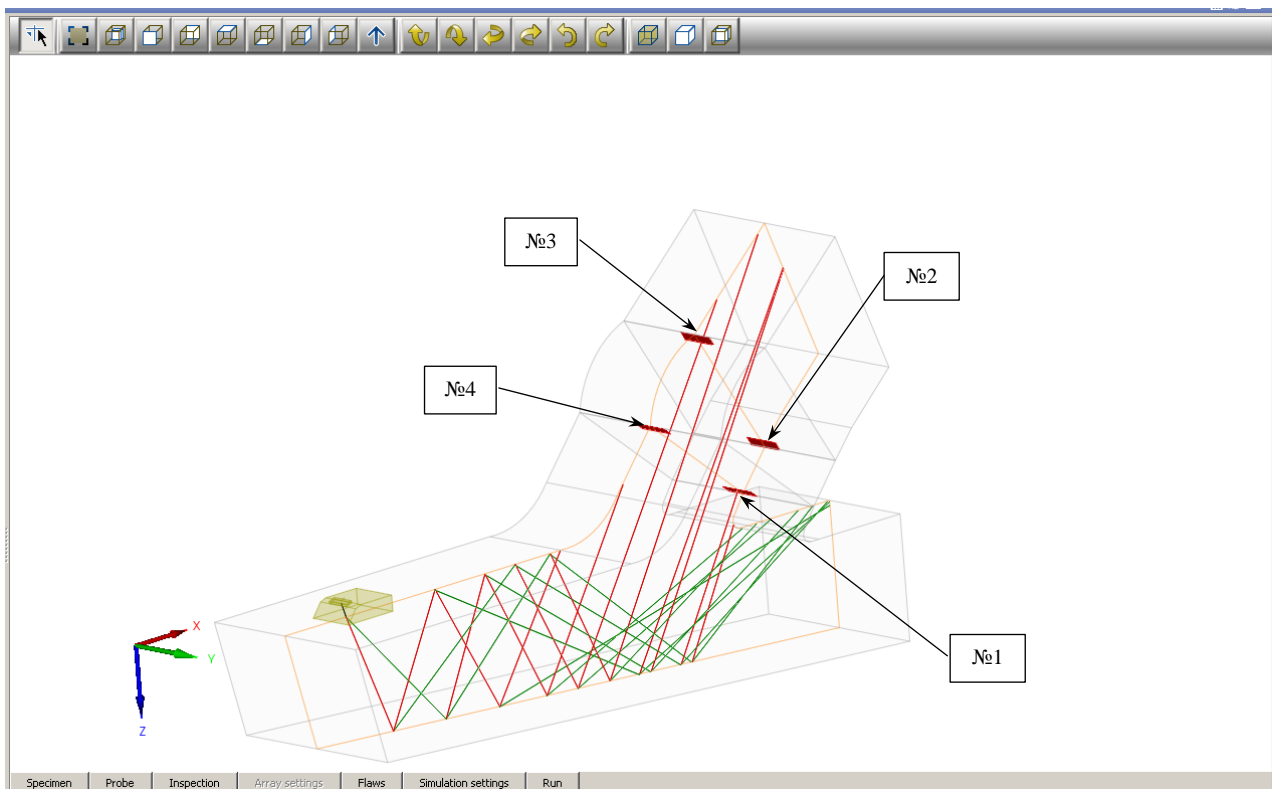 №3
№2
№4
№1
X
Y
Z
Specimen
Probe
Inspection
Array settings
Flaws
Simulation settings
Run